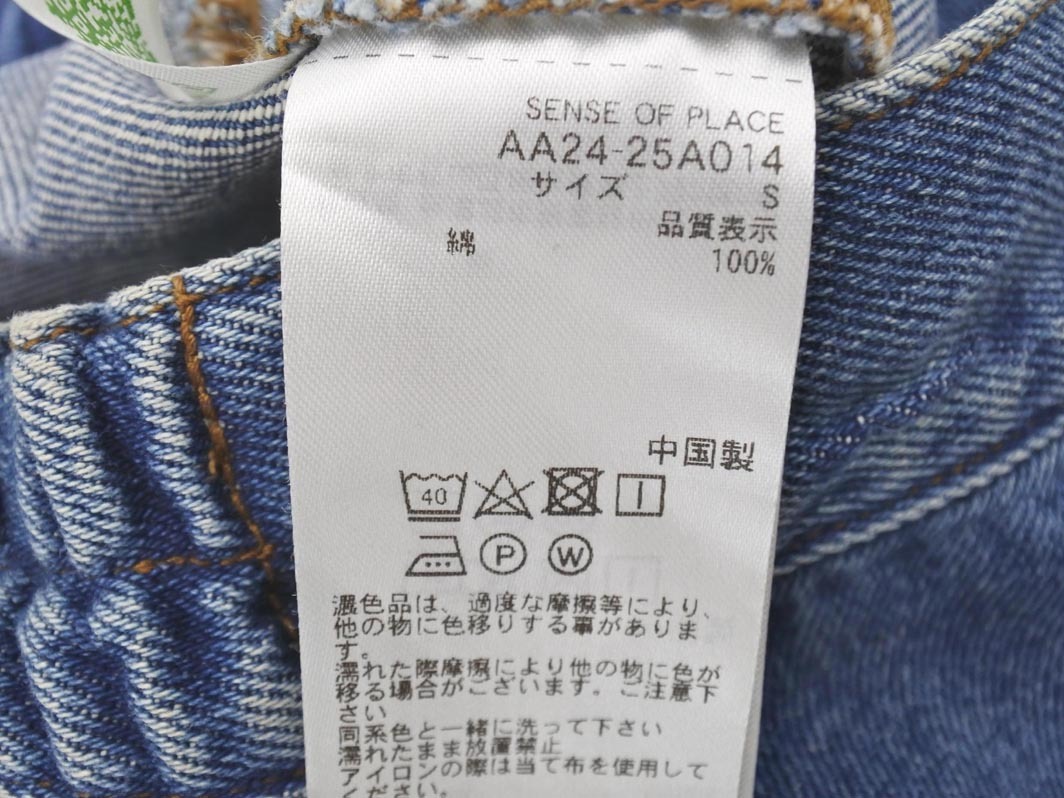 SENSE OF PLACE
AA24-25A014
サイズ S
品質表示
綿 100%
中国製
40
P W
濃色品は、過度な摩擦等により、
他の物に色移りする事がありま
す。
濡れた際摩擦により他の物に色が
移る場合がございます。ご注意下
さい
同系色と一緒に洗って下さい
濡れたまま放置禁止
アイロンの際は当て布を使用して
ください。